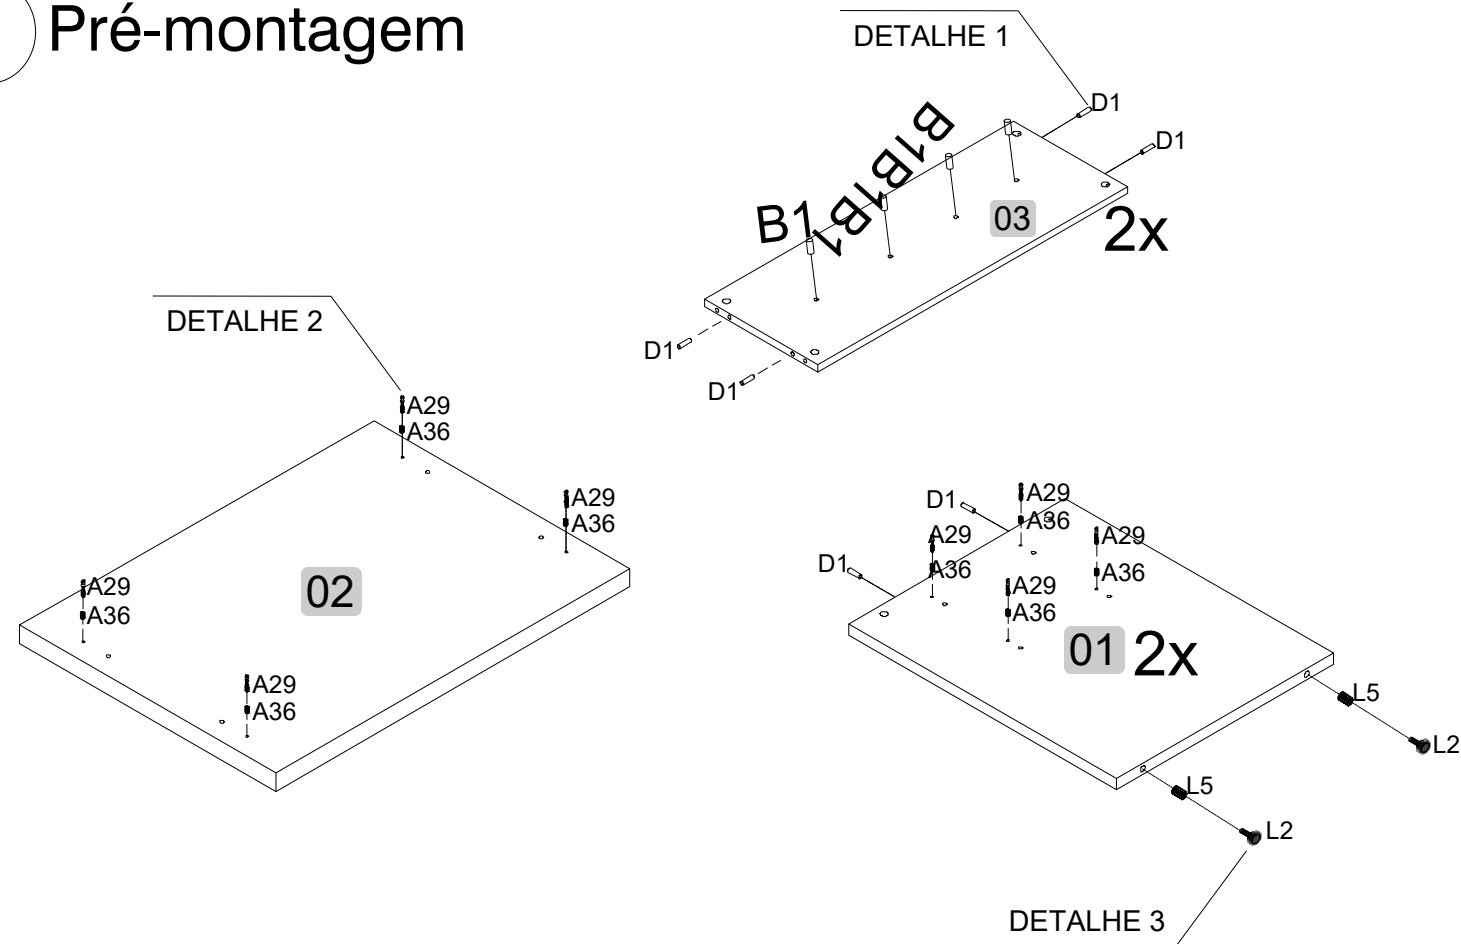 Pré-montagem
DETALHE 1
D1
D1
B1
B1
B1
B1
03
2x
D1
D1
DETALHE 2
A29
A36
A29
A36
A29
A36
A29
A36
02
D1
D1
A29
A36
A29
A36
A29
A36
A29
A36
01 2x
L5
L2
L5
L2
DETALHE 3